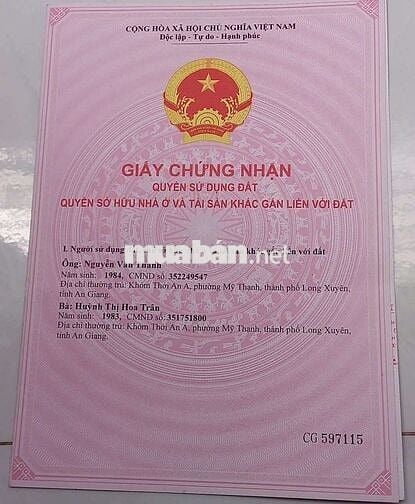 CỘNG HÒA XÃ HỘI CHỦ NGHĨA VIỆT NAM
Độc lập - Tự do - Hạnh phúc
GIẤY CHỨNG NHẬN
QUYỀN SỬ DỤNG ĐẤT
QUYỀN SỞ HỮU NHÀ Ở VÀ TÀI SẢN KHÁC GẮN LIỀN VỚI ĐẤT
I. Người sử dụng khác gắn liền với đất
muaban.net
Ông: Nguyễn Văn Thanh
Năm sinh: 1984, CMND số: 352249547
Địa chỉ thường trú: Khóm Thới An A, phường Mỹ Thạnh, thành phố Long Xuyên,
tỉnh An Giang.
Bà: Huỳnh Thị Hoa Trân
Năm sinh: 1983, CMND số: 351751800
Địa chỉ thường trú: Khóm Thới An A, phường Mỹ Thạnh, thành phố Long Xuyên,
tỉnh An Giang.
CG 597115